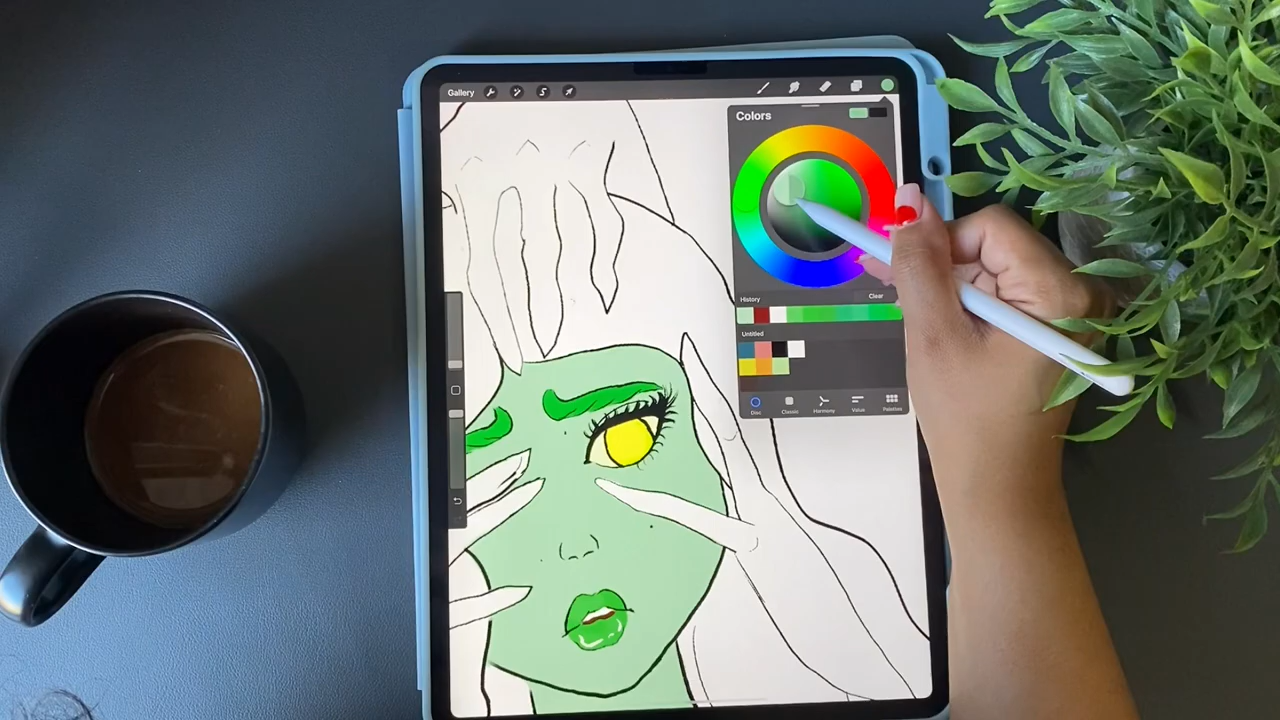 Gallery
Colors
History Clear
Untitled
Disc Classic Harmony Value Palettes